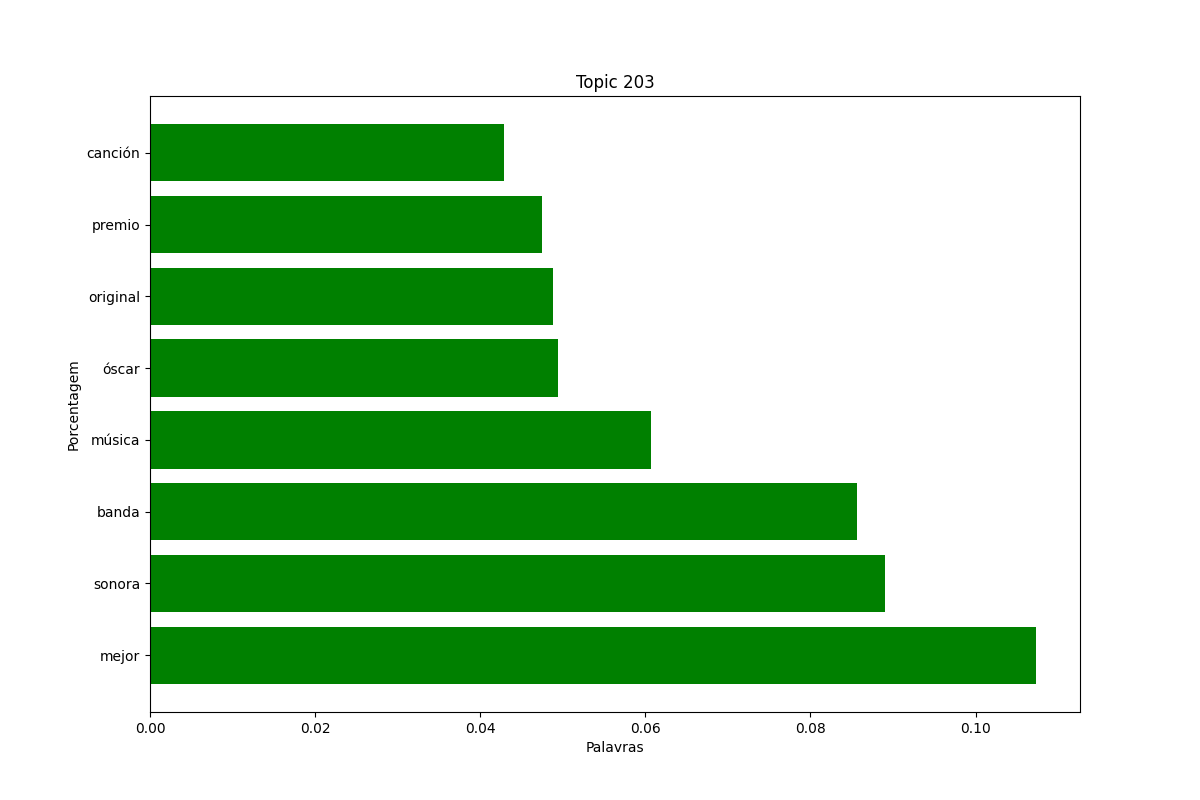 Topic 203
canción
premio
original
óscar
música
banda
sonora
mejor
Porcentagem
0.00 0.02 0.04 0.06 0.08 0.10
Palavras